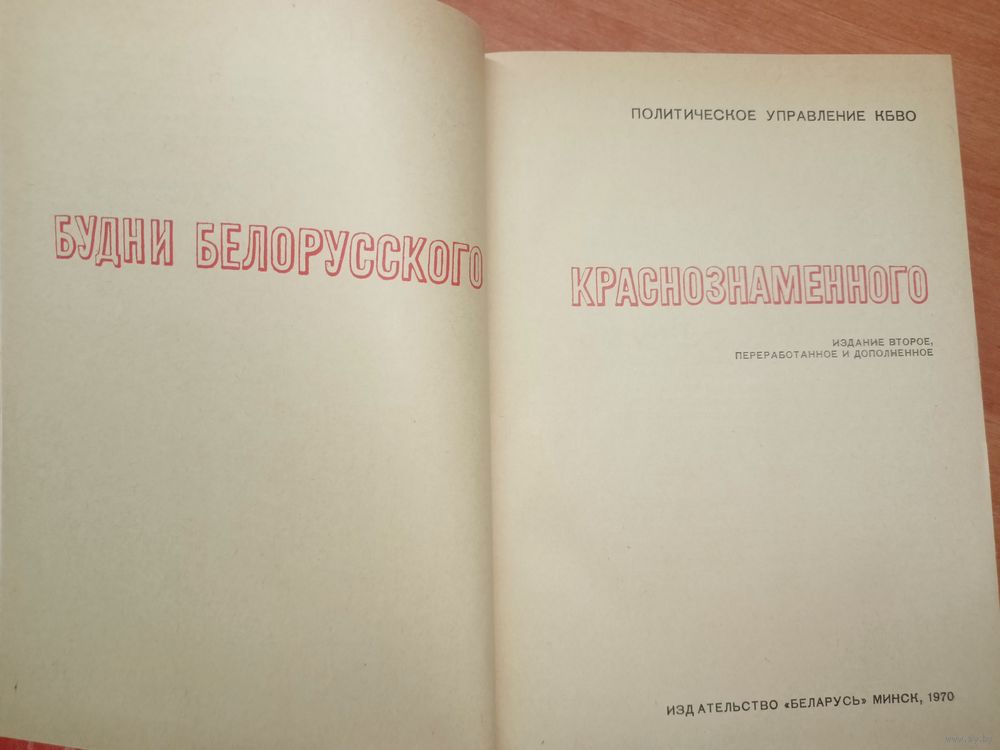 ПОЛИТИЧЕСКОЕ УПРАВЛЕНИЕ КБВО
БУДНИ БЕЛОРУССКОГО КРАСНОЗНАМЕННОГО
ИЗДАНИЕ ВТОРОЕ,
ПЕРЕРАБОТАННОЕ И ДОПОЛНЕННОЕ
ИЗДАТЕЛЬСТВО «БЕЛАРУСЬ» МИНСК, 1970